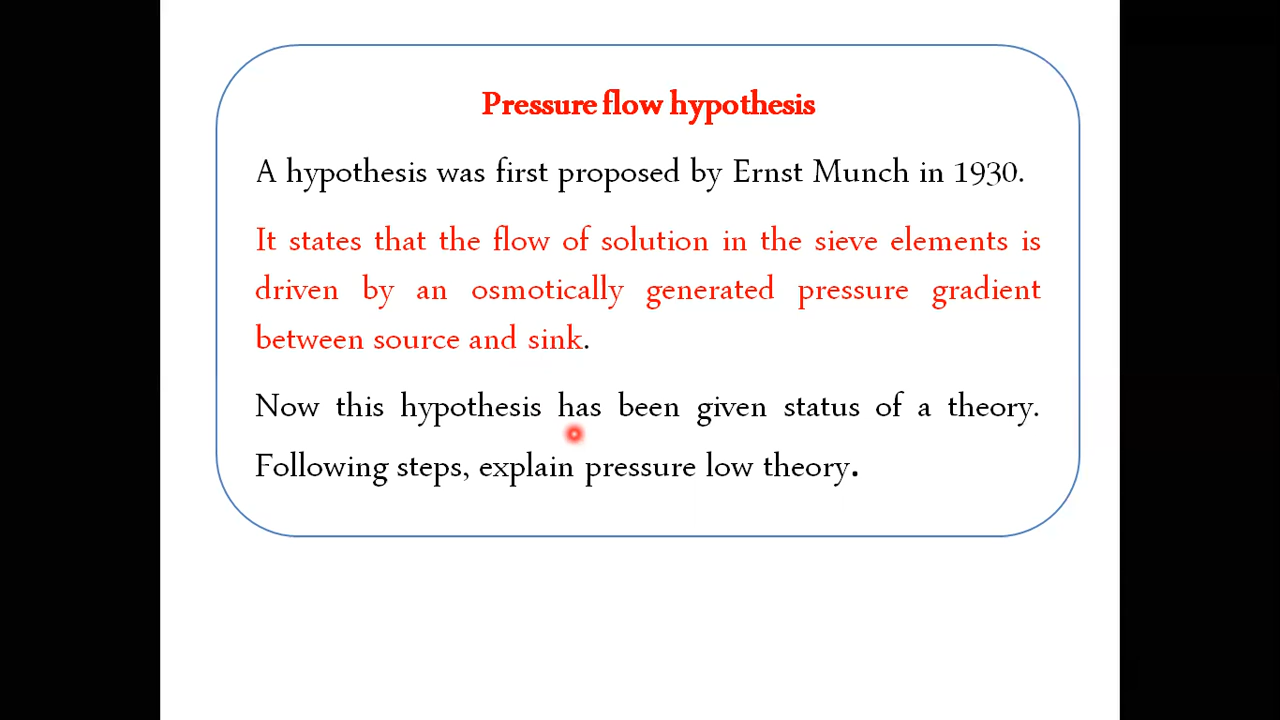 Pressure flow hypothesis
A hypothesis was first proposed by Ernst Munch in 1930.
It states that the flow of solution in the sieve elements is
driven by an osmotically generated pressure gradient
between source and sink.
Now this hypothesis has been given status of a theory.
Following steps, explain pressure low theory.